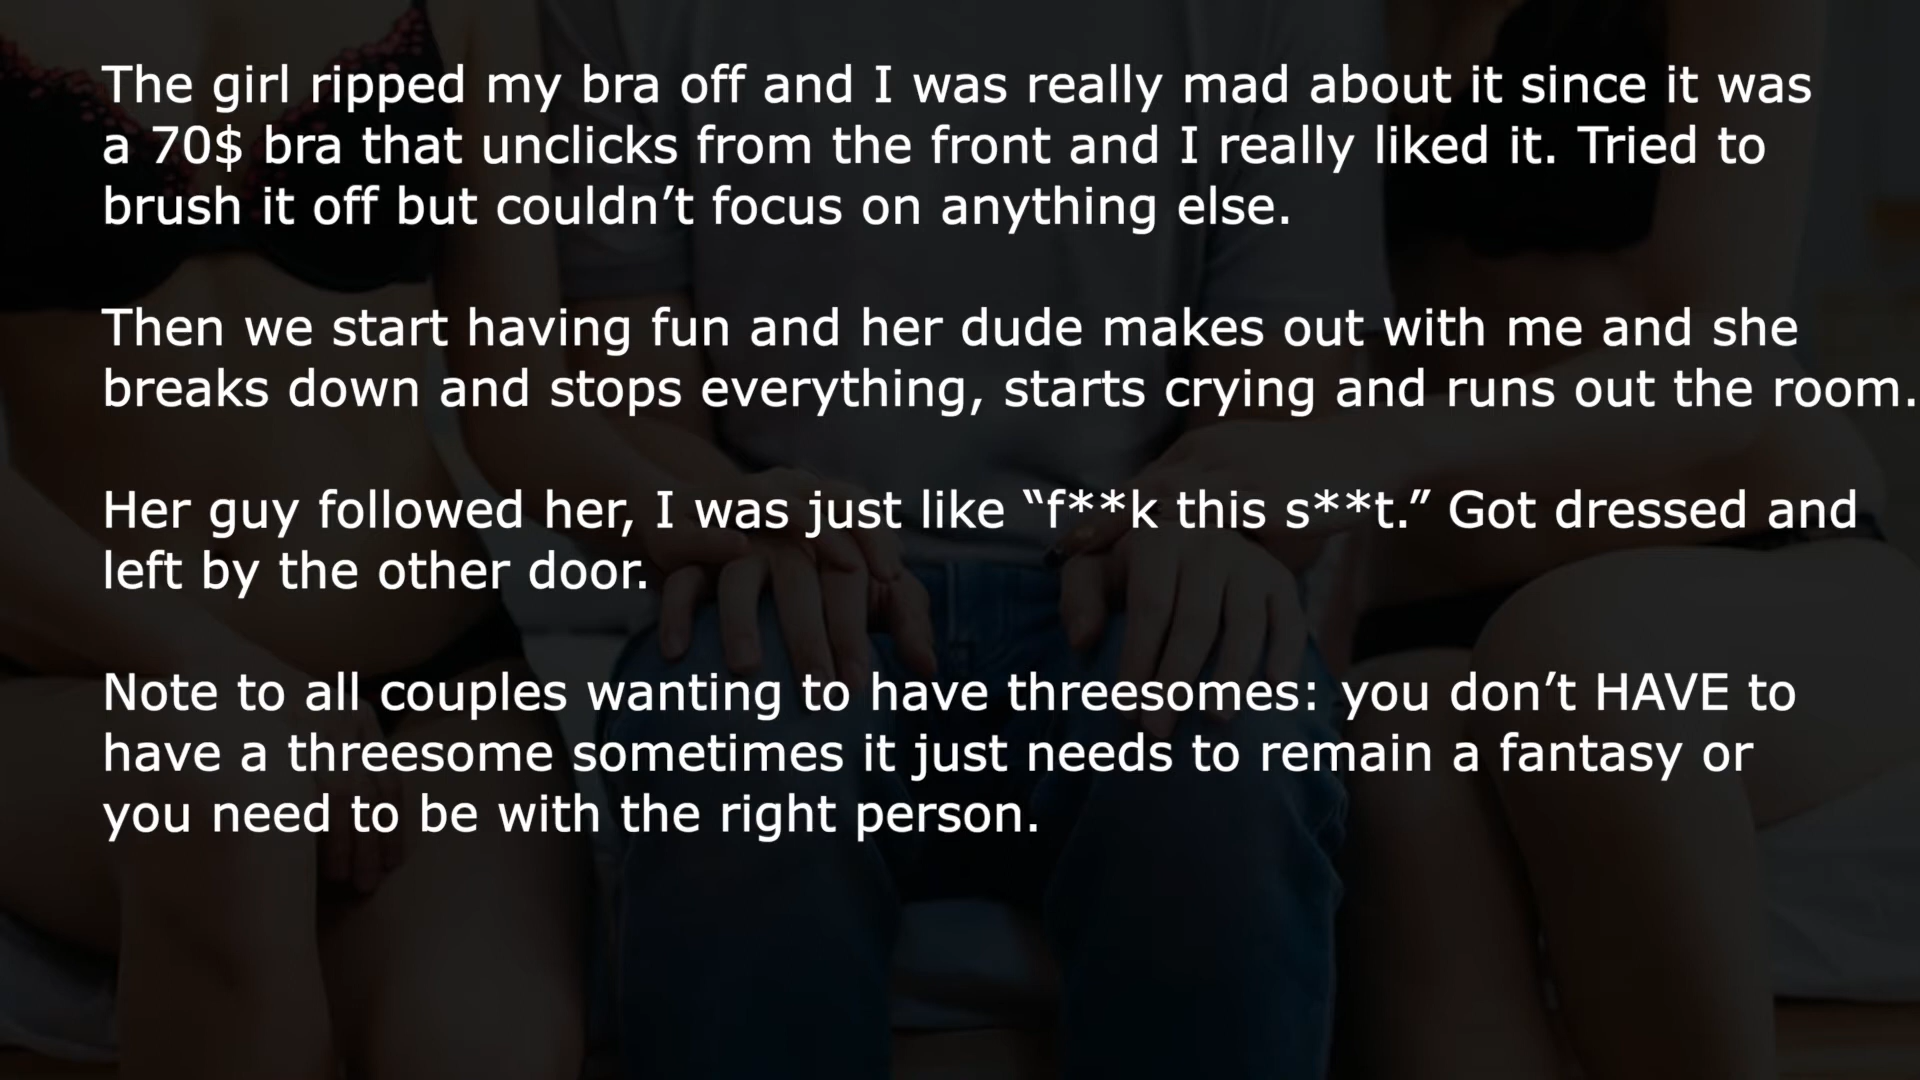 The girl ripped my bra off and I was really mad about it since it was
a 70$ bra that unclicks from the front and I really liked it. Tried to
brush it off but couldn’t focus on anything else.
Then we start having fun and her dude makes out with me and she
breaks down and stops everything, starts crying and runs out the room.
Her guy followed her, I was just like “f**k this s**t.” Got dressed and
left by the other door.
Note to all couples wanting to have threesomes: you don’t HAVE to
have a threesome sometimes it just needs to remain a fantasy or
you need to be with the right person.